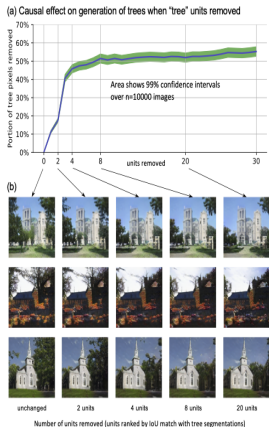 (a) Causal effect on generation of trees when “tree” units removed
Portion of tree pixels removed
70%
60%
50%
40%
30%
20%
10%
0%
Area shows 99% confidence intervals
over n=10000 images
0 2 4 8 20 30
units removed
(b)
unchanged 2 units 4 units 8 units 20 units
Number of units removed (units ranked by IoU match with tree segmentations)